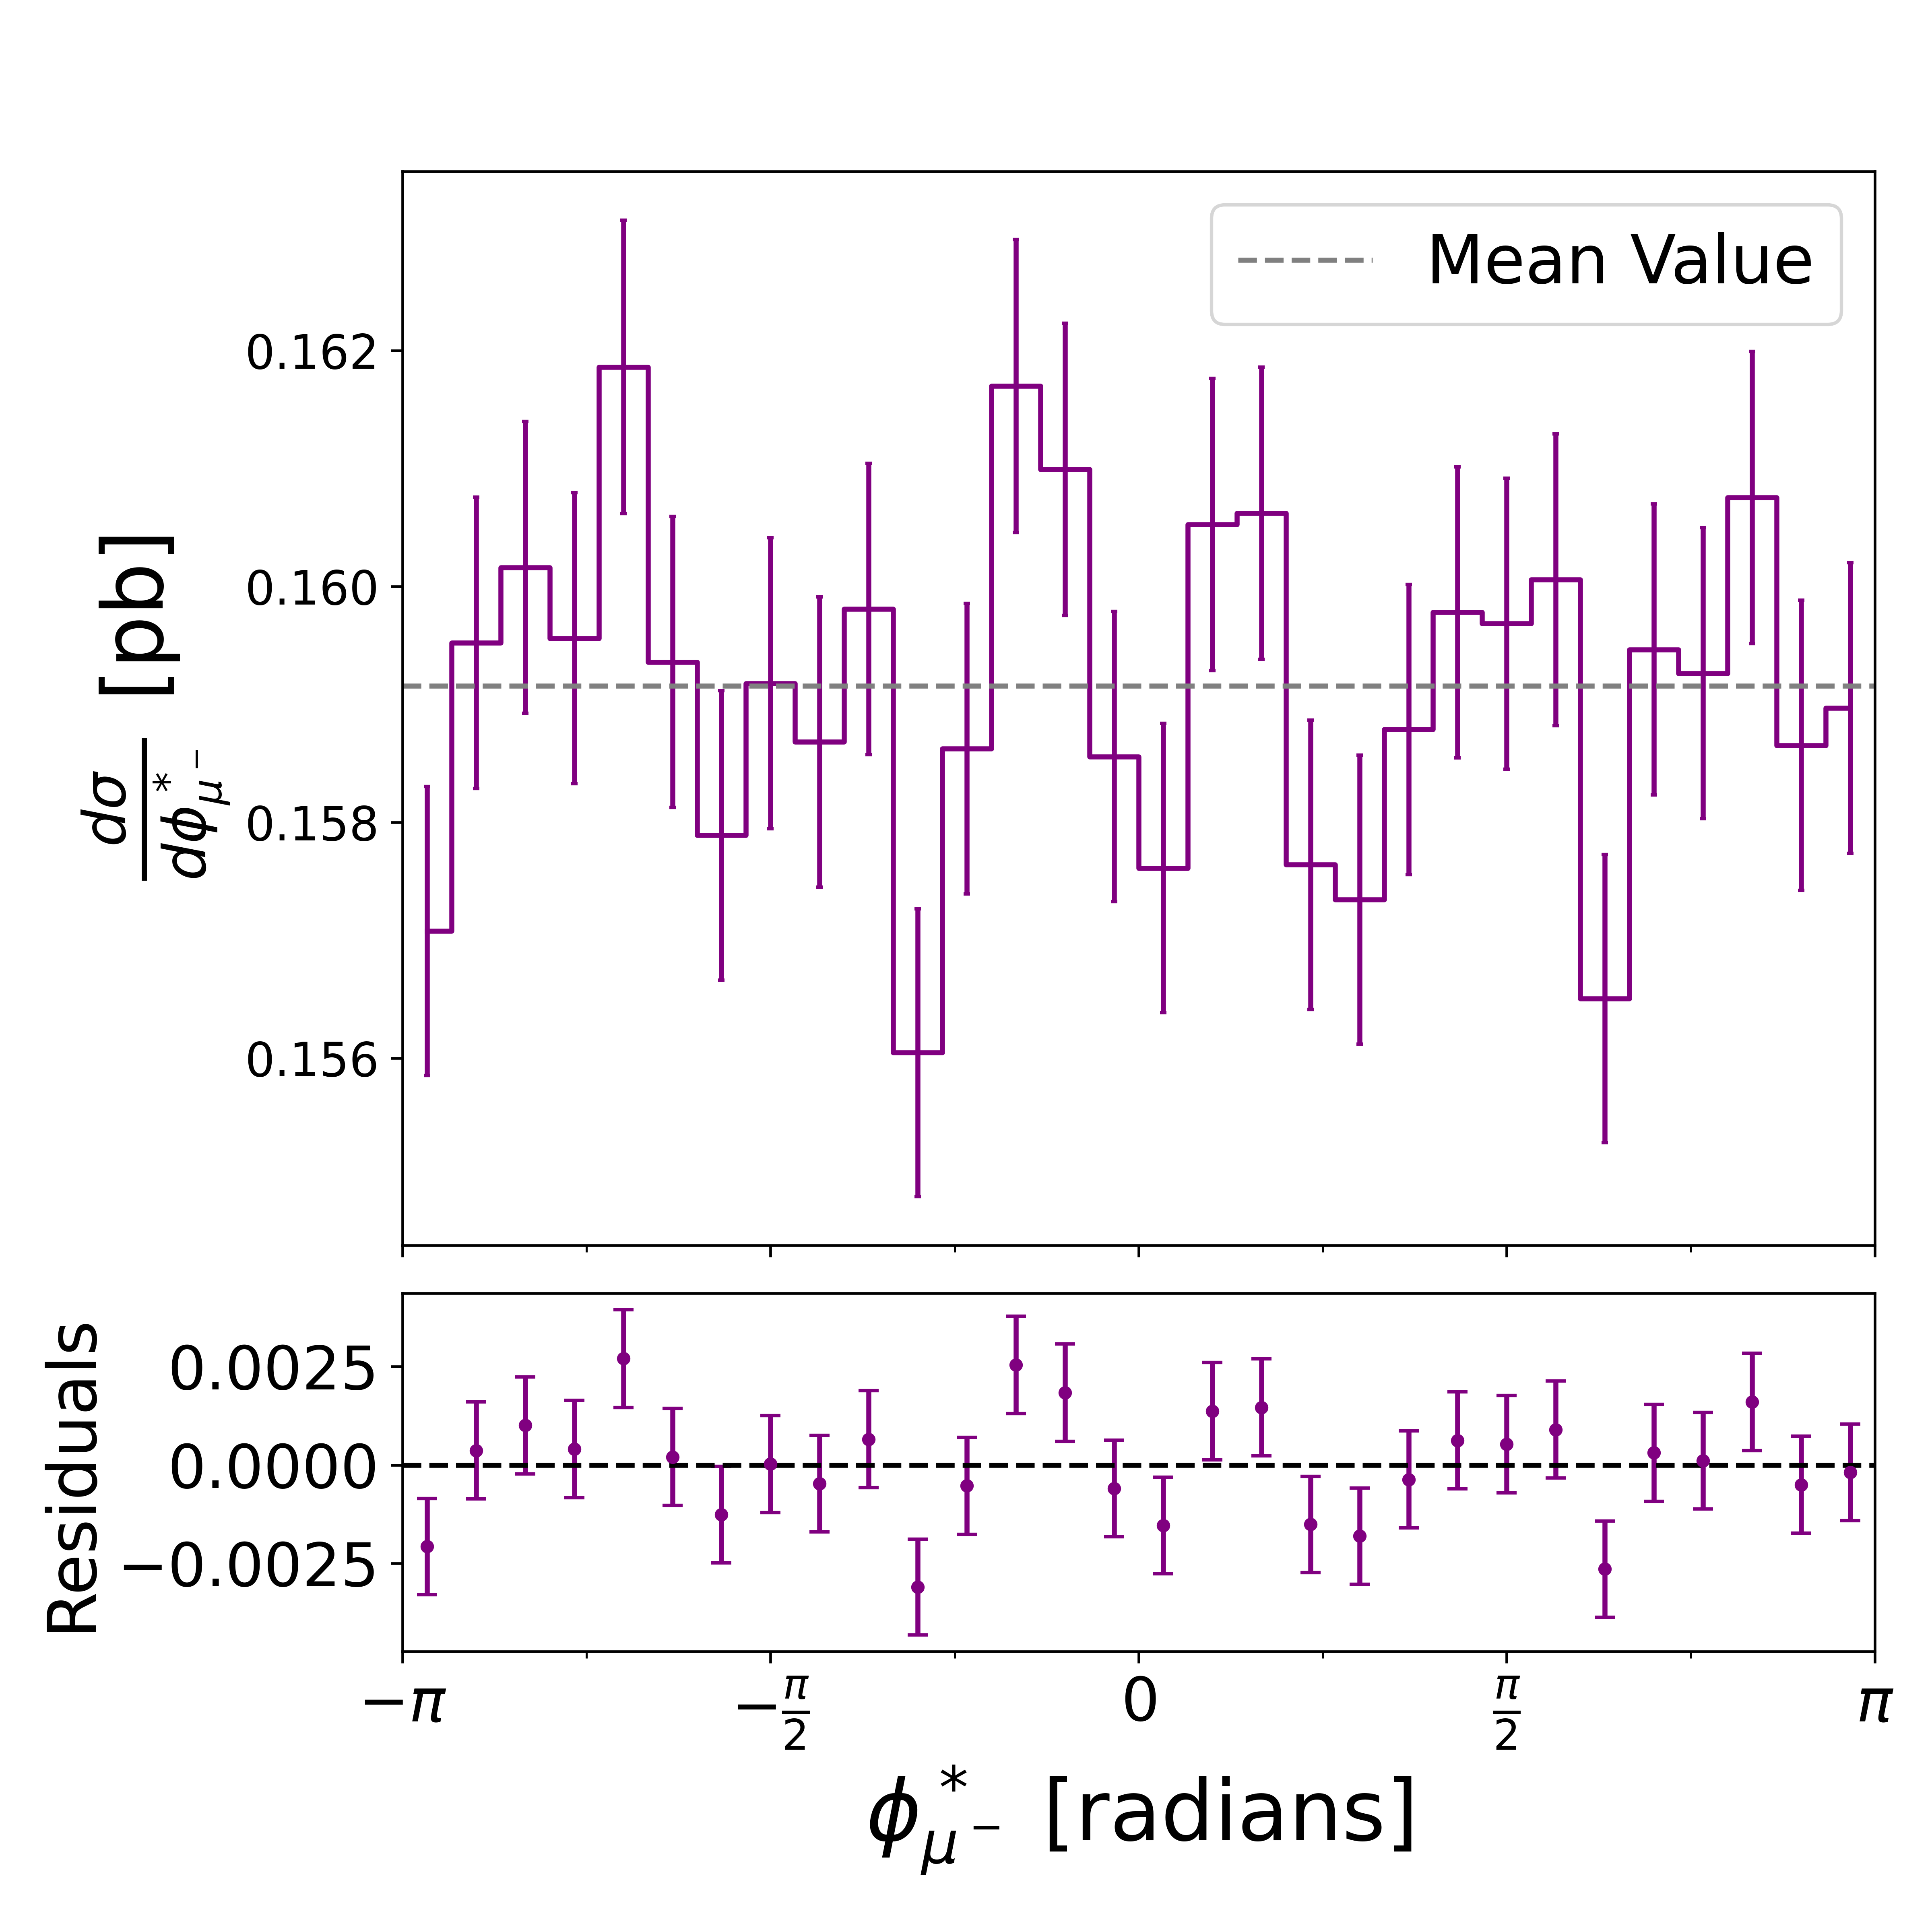 Mean Value
0.162
0.160
0.158
0.156
dσ/dϕ*μ− [pb]
0.0025
0.0000
−0.0025
Residuals
−π
−π/2
0
π/2
π
ϕ*μ− [radians]